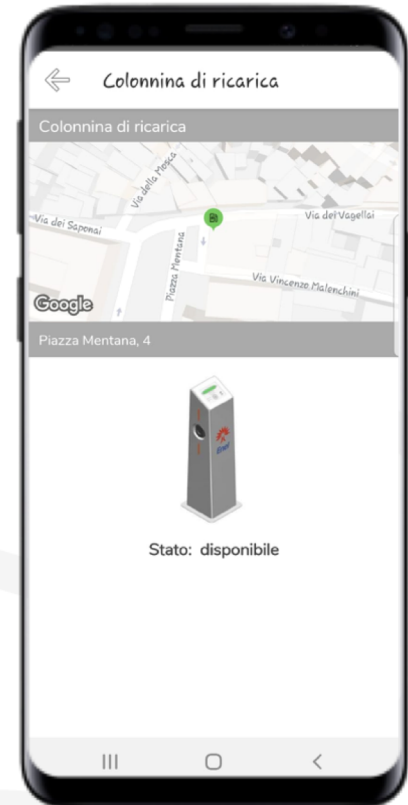 Colonnina di ricarica
Colonnina di ricarica
Via della Mosca
Via dei Saponai
Via dei Vagellai
Piazza Mentana
Via Vincenzo Malenchini
Google
Piazza Mentana, 4
Enel
Stato: disponibile